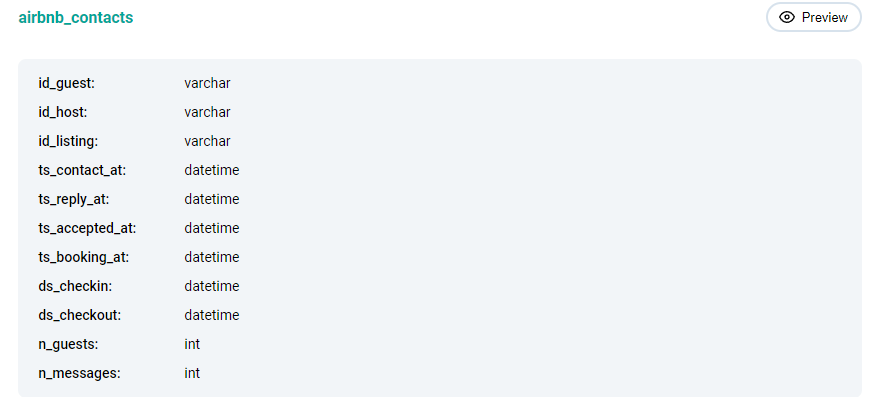 airbnb_contacts
Preview
id_guest: varchar
id_host: varchar
id_listing: varchar
ts_contact_at: datetime
ts_reply_at: datetime
ts_accepted_at: datetime
ts_booking_at: datetime
ds_checkin: datetime
ds_checkout: datetime
n_guests: int
n_messages: int